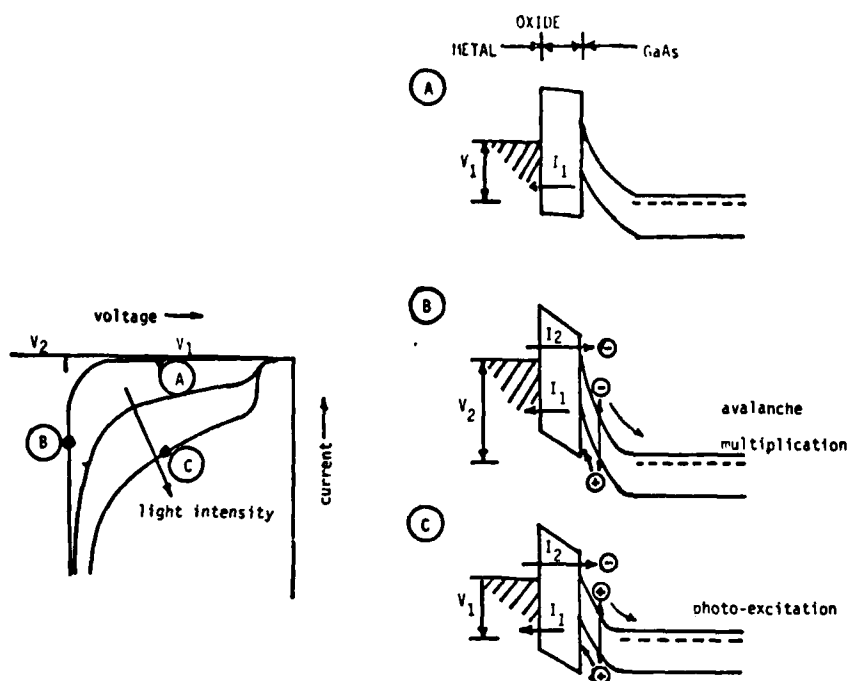 OXIDE
METAL GaAs
A
V1
I1
B
I2
I1
V2
avalanche
multiplication
C
I2
I1
V1
photo-excitation
voltage
V2 V1
A
B
C
light intensity
current